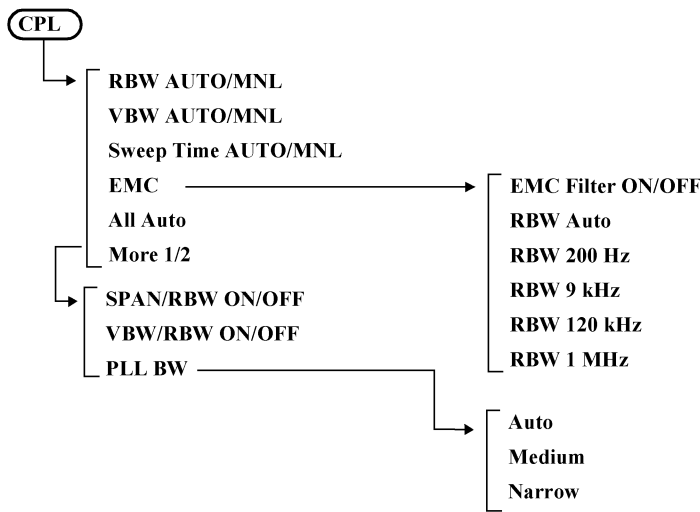 CPL
RBW AUTO/MNL
VBW AUTO/MNL
Sweep Time AUTO/MNL
EMC
All Auto
More 1/2
EMC Filter ON/OFF
RBW Auto
RBW 200 Hz
RBW 9 kHz
RBW 120 kHz
RBW 1 MHz
SPAN/RBW ON/OFF
VBW/RBW ON/OFF
PLL BW
Auto
Medium
Narrow